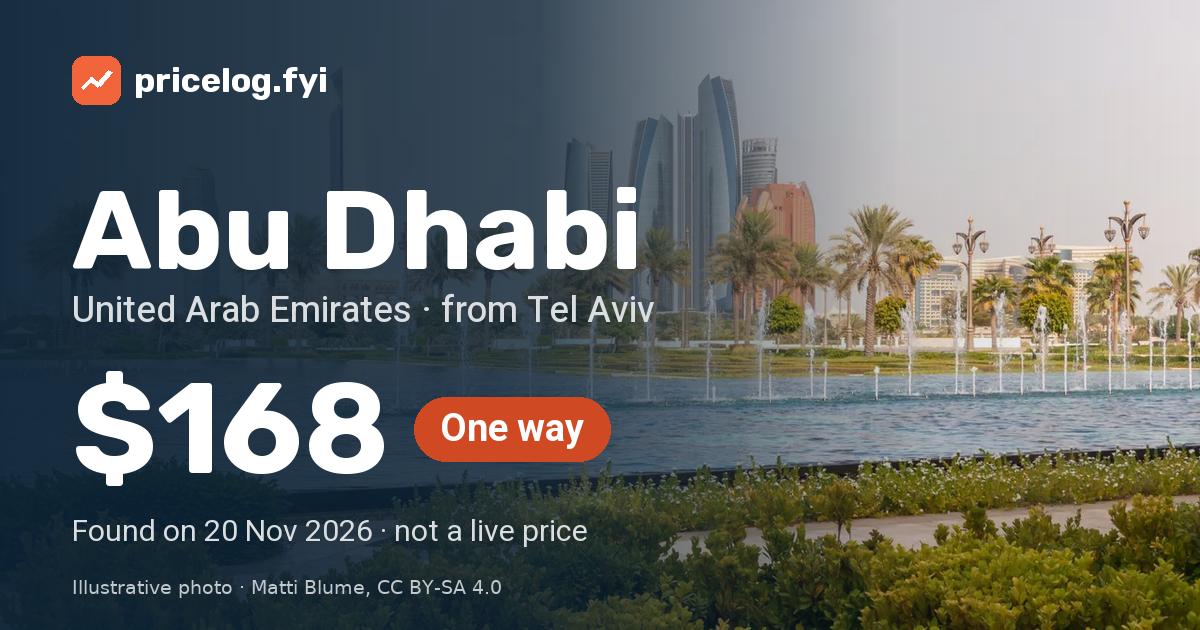 pricelog.fyi
Abu Dhabi
United Arab Emirates · from Tel Aviv
$168 One way
Found on 20 Nov 2026 · not a live price
Illustrative photo · Matti Blume, CC BY-SA 4.0